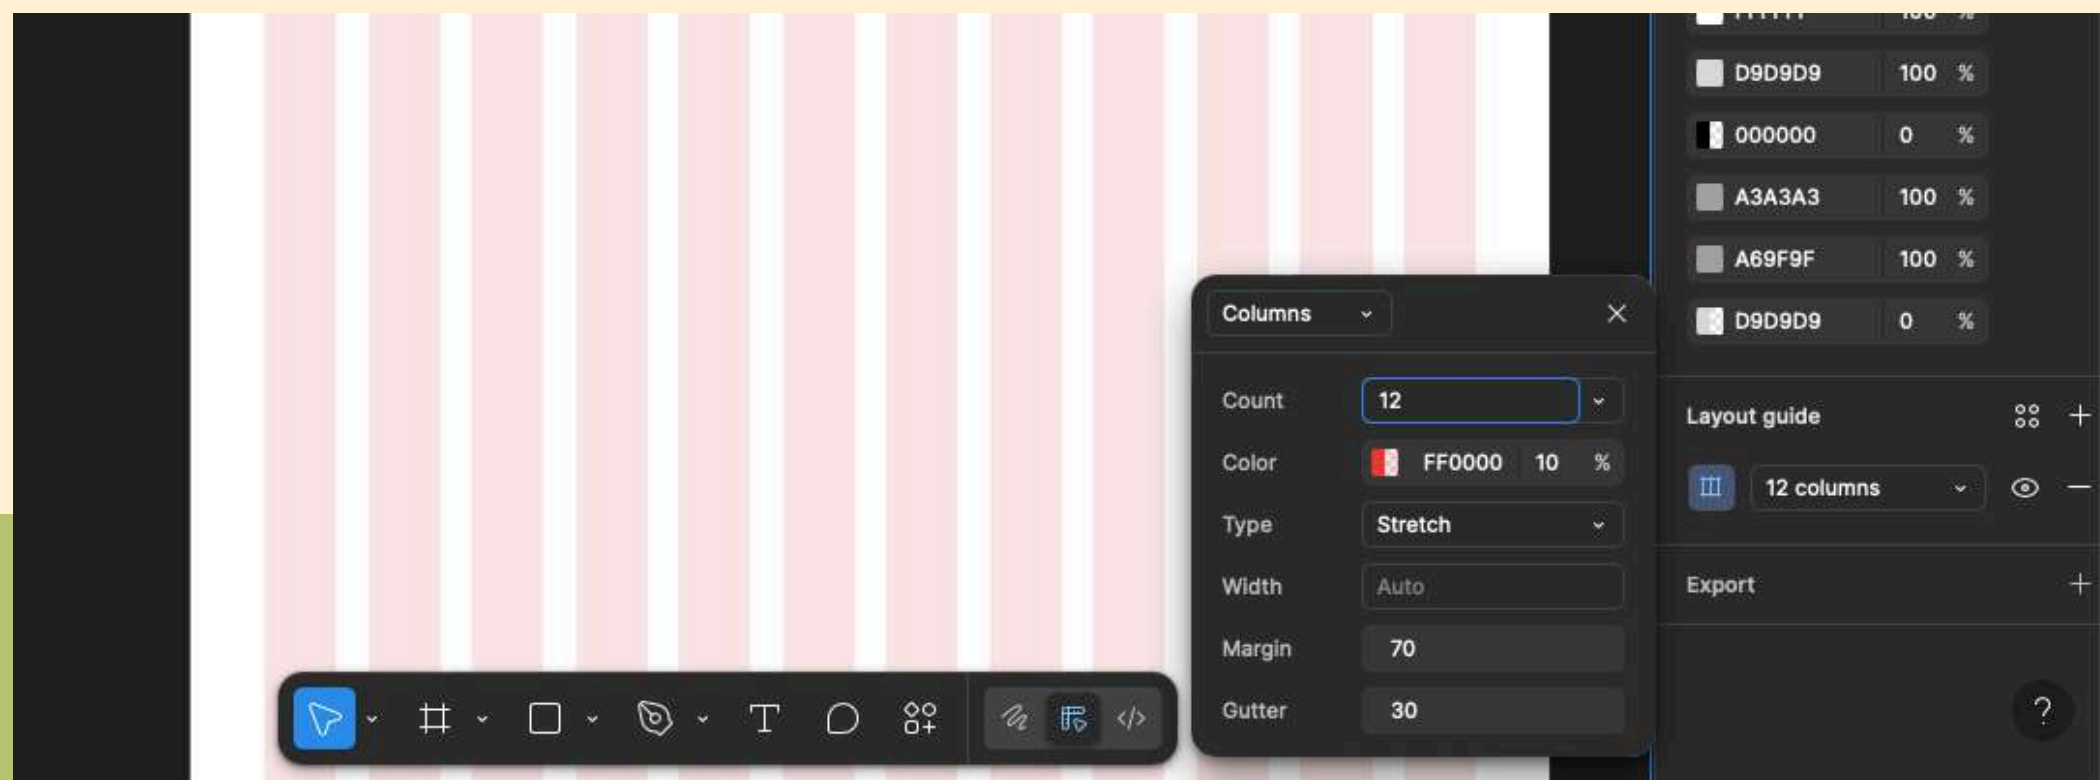 D9D9D9 100 %
000000 0 %
A3A3A3 100 %
A69F9F 100 %
D9D9D9 0 %
Columns
Count 12
Color FF0000 10 %
Type Stretch
Width Auto
Margin 70
Gutter 30
Layout guide
12 columns
Export
T
</>
?